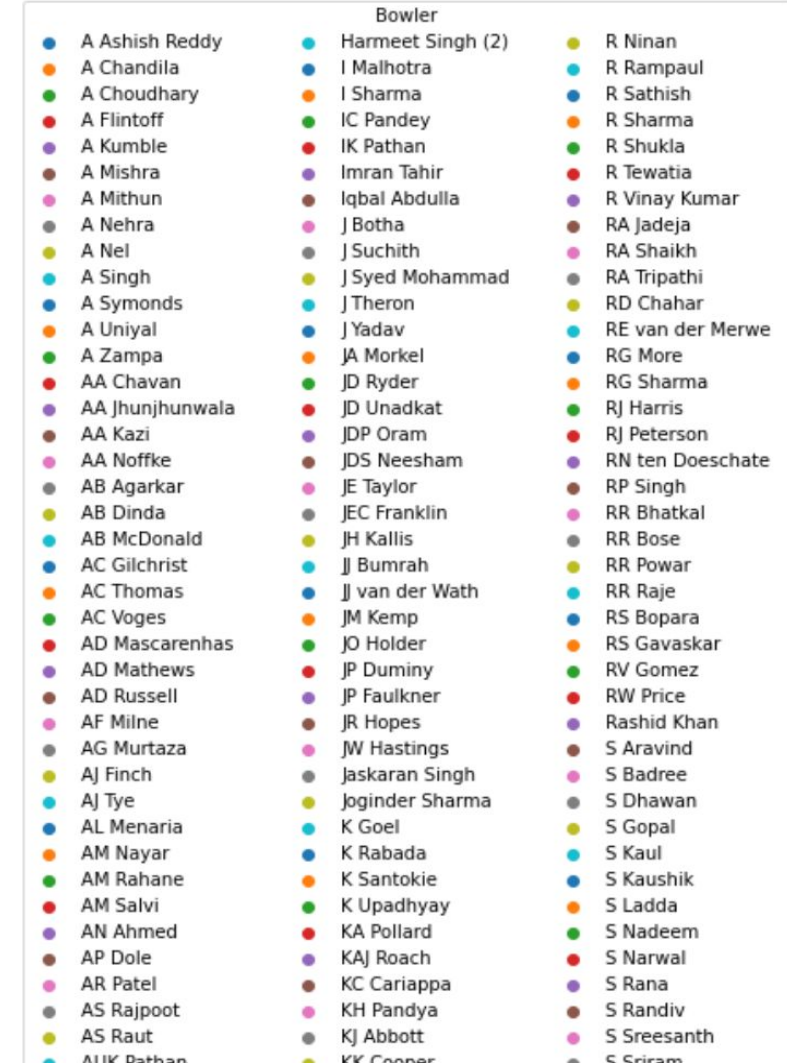 Bowler
A Ashish Reddy
A Chandila
A Choudhary
A Flintoff
A Kumble
A Mishra
A Mithun
A Nehra
A Nel
A Singh
A Symonds
A Uniyal
A Zampa
AA Chavan
AA Jhunjhunwala
AA Kazi
AA Noffke
AB Agarkar
AB Dinda
AB McDonald
AC Gilchrist
AC Thomas
AC Voges
AD Mascarenhas
AD Mathews
AD Russell
AF Milne
AG Murtaza
AJ Finch
AJ Tye
AL Menaria
AM Nayar
AM Rahane
AM Salvi
AN Ahmed
AP Dole
AR Patel
AS Rajpoot
AS Raut
AUK Pathan
Harmeet Singh (2)
I Malhotra
I Sharma
IC Pandey
IK Pathan
Imran Tahir
Iqbal Abdulla
J Botha
J Suchith
J Syed Mohammad
J Theron
J Yadav
JA Morkel
JD Ryder
JD Unadkat
JDP Oram
JDS Neesham
JE Taylor
JEC Franklin
JH Kallis
JJ Bumrah
JJ van der Wath
JM Kemp
JO Holder
JP Duminy
JP Faulkner
JR Hopes
JW Hastings
Jaskaran Singh
Joginder Sharma
K Goel
K Rabada
K Santokie
K Upadhyay
KA Pollard
KAJ Roach
KC Cariappa
KH Pandya
KJ Abbott
KK Cooper
R Ninan
R Rampaul
R Sathish
R Sharma
R Shukla
R Tewatia
R Vinay Kumar
RA Jadeja
RA Shaikh
RA Tripathi
RD Chahar
RE van der Merwe
RG More
RG Sharma
RJ Harris
RJ Peterson
RN ten Doeschate
RP Singh
RR Bhatkal
RR Bose
RR Powar
RR Raje
RS Bopara
RS Gavaskar
RV Gomez
RW Price
Rashid Khan
S Aravind
S Badree
S Dhawan
S Gopal
S Kaul
S Kaushik
S Ladda
S Nadeem
S Narwal
S Rana
S Randiv
S Sreesanth
S Sriram